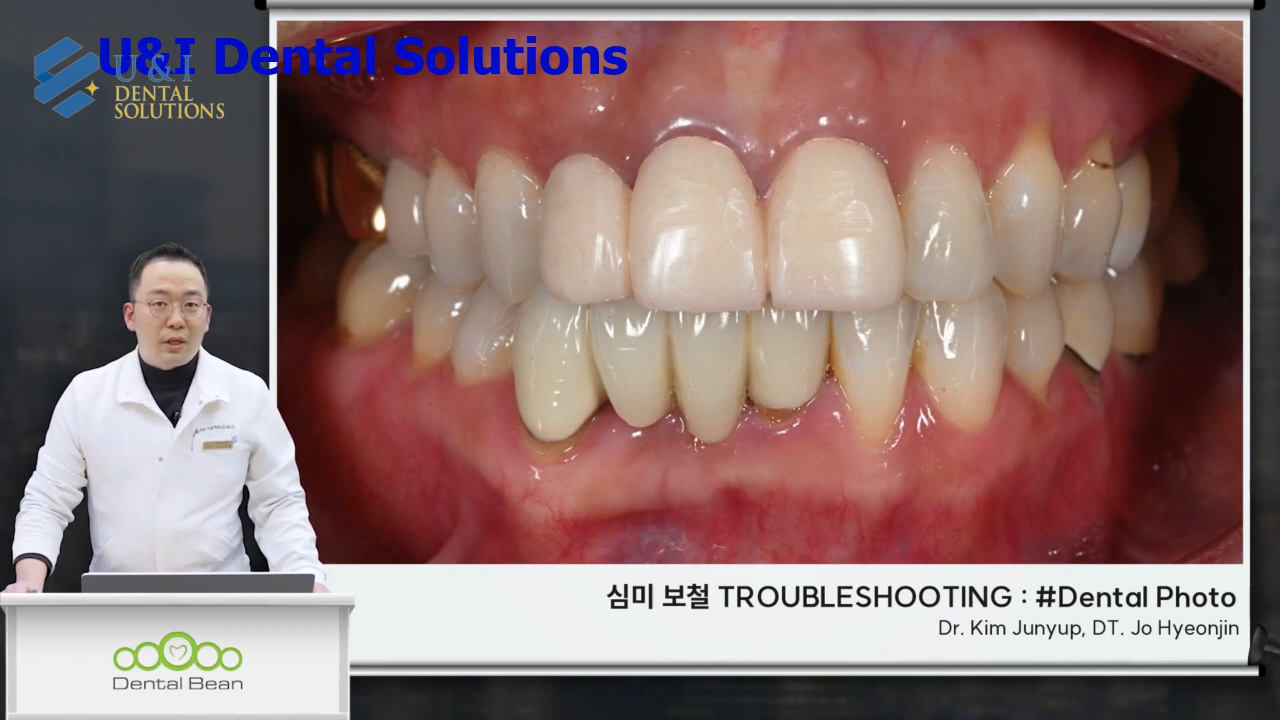 U&I Dental Solutions
U&I
DENTAL
SOLUTIONS
심미 보철 TROUBLESHOOTING : #Dental Photo
Dr. Kim Junyup, DT. Jo Hyeonjin
Dental Bean